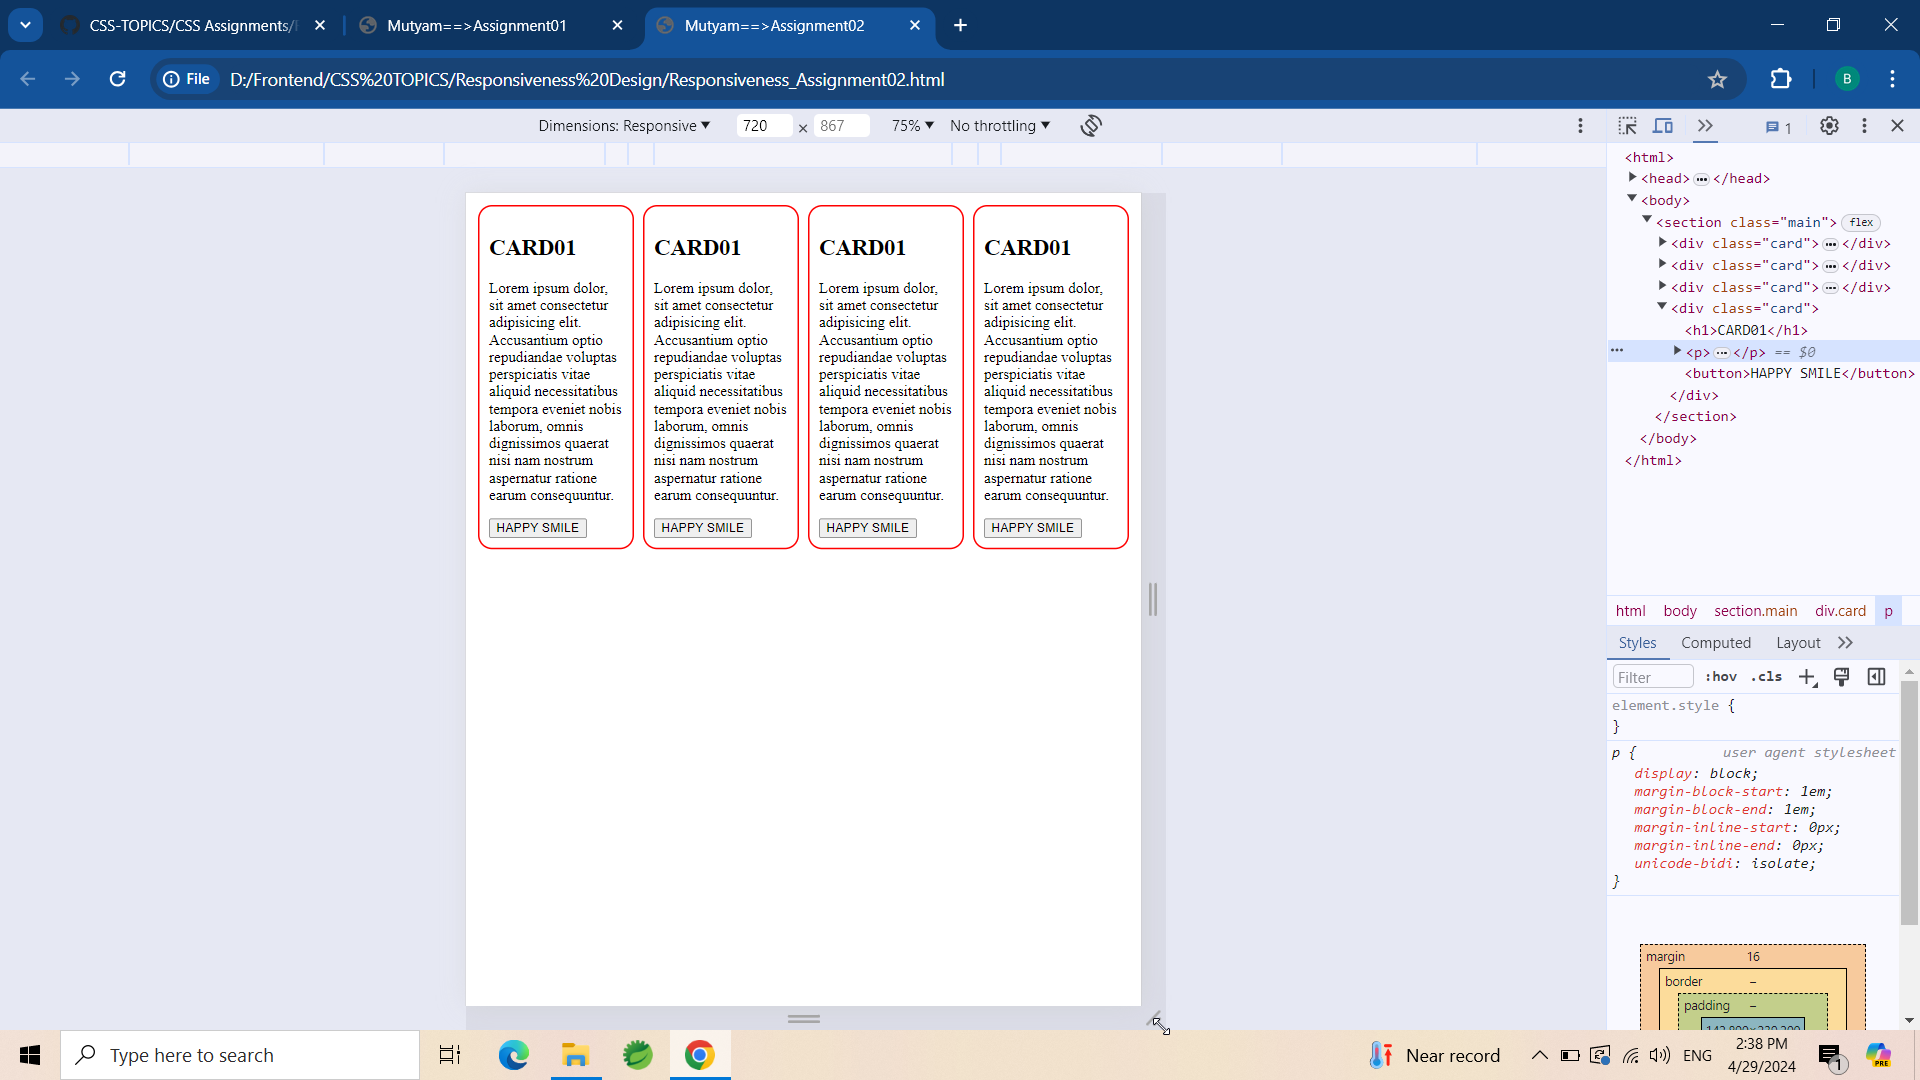 CSS-TOPICS/CSS Assignments/
Mutyam==>Assignment01
Mutyam==>Assignment02
File
D:/Frontend/CSS%20TOPICS/Responsiveness%20Design/Responsiveness_Assignment02.html
B
Dimensions: Responsive
720 × 867
75%
No throttling
1
CARD01
Lorem ipsum dolor,
sit amet consectetur
adipisicing elit.
Accusantium optio
repudiandae voluptas
perspiciatis vitae
aliquid necessitatibus
tempora eveniet nobis
laborum, omnis
dignissimos quaerat
nisi nam nostrum
aspernatur ratione
earum consequuntur.
HAPPY SMILE
CARD01
Lorem ipsum dolor,
sit amet consectetur
adipisicing elit.
Accusantium optio
repudiandae voluptas
perspiciatis vitae
aliquid necessitatibus
tempora eveniet nobis
laborum, omnis
dignissimos quaerat
nisi nam nostrum
aspernatur ratione
earum consequuntur.
HAPPY SMILE
CARD01
Lorem ipsum dolor,
sit amet consectetur
adipisicing elit.
Accusantium optio
repudiandae voluptas
perspiciatis vitae
aliquid necessitatibus
tempora eveniet nobis
laborum, omnis
dignissimos quaerat
nisi nam nostrum
aspernatur ratione
earum consequuntur.
HAPPY SMILE
CARD01
Lorem ipsum dolor,
sit amet consectetur
adipisicing elit.
Accusantium optio
repudiandae voluptas
perspiciatis vitae
aliquid necessitatibus
tempora eveniet nobis
laborum, omnis
dignissimos quaerat
nisi nam nostrum
aspernatur ratione
earum consequuntur.
HAPPY SMILE
<html>
<head> ••• </head>
<body>
<section class="main"> flex
<div class="card"> ••• </div>
<div class="card"> ••• </div>
<div class="card"> ••• </div>
<div class="card">
<h1>CARD01</h1>
••• <p> ••• </p> == $0
<button>HAPPY SMILE</button>
</div>
</section>
</body>
</html>
html body section.main div.card p
Styles Computed Layout
Filter :hov .cls
element.style {
}
p { user agent stylesheet
display: block;
margin-block-start: 1em;
margin-block-end: 1em;
margin-inline-start: 0px;
margin-inline-end: 0px;
unicode-bidi: isolate;
}
margin 16
border –
padding –
Type here to search
Near record
ENG
2:38 PM
4/29/2024
1
PRE